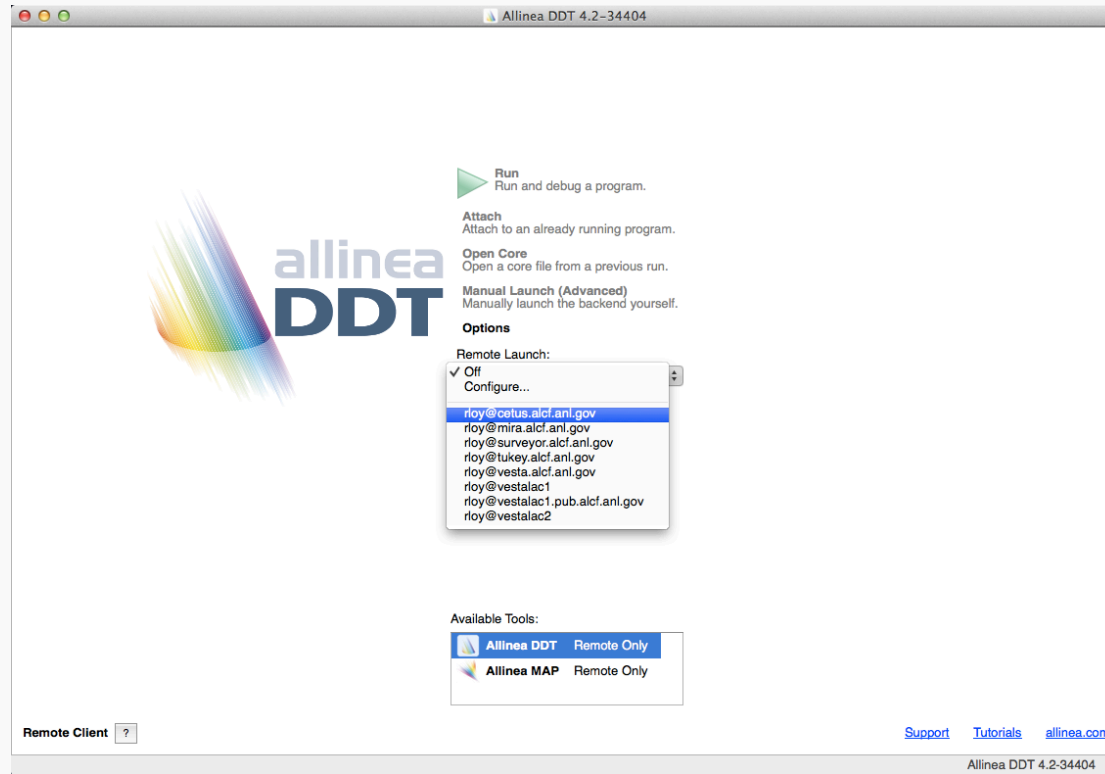 Allinea DDT 4.2-34404
Run
Run and debug a program.
Attach
Attach to an already running program.
Open Core
Open a core file from a previous run.
Manual Launch (Advanced)
Manually launch the backend yourself.
Options
allinea
DDT
Remote Launch:
✓ Off
Configure...
rloy@cetus.alcf.anl.gov
rloy@mira.alcf.anl.gov
rloy@surveyor.alcf.anl.gov
rloy@tukey.alcf.anl.gov
rloy@vesta.alcf.anl.gov
rloy@vestalac1
rloy@vestalac1.pub.alcf.anl.gov
rloy@vestalac2
Available Tools:
Allinea DDT Remote Only
Allinea MAP Remote Only
Remote Client ? Support Tutorials allinea.com
Allinea DDT 4.2-34404